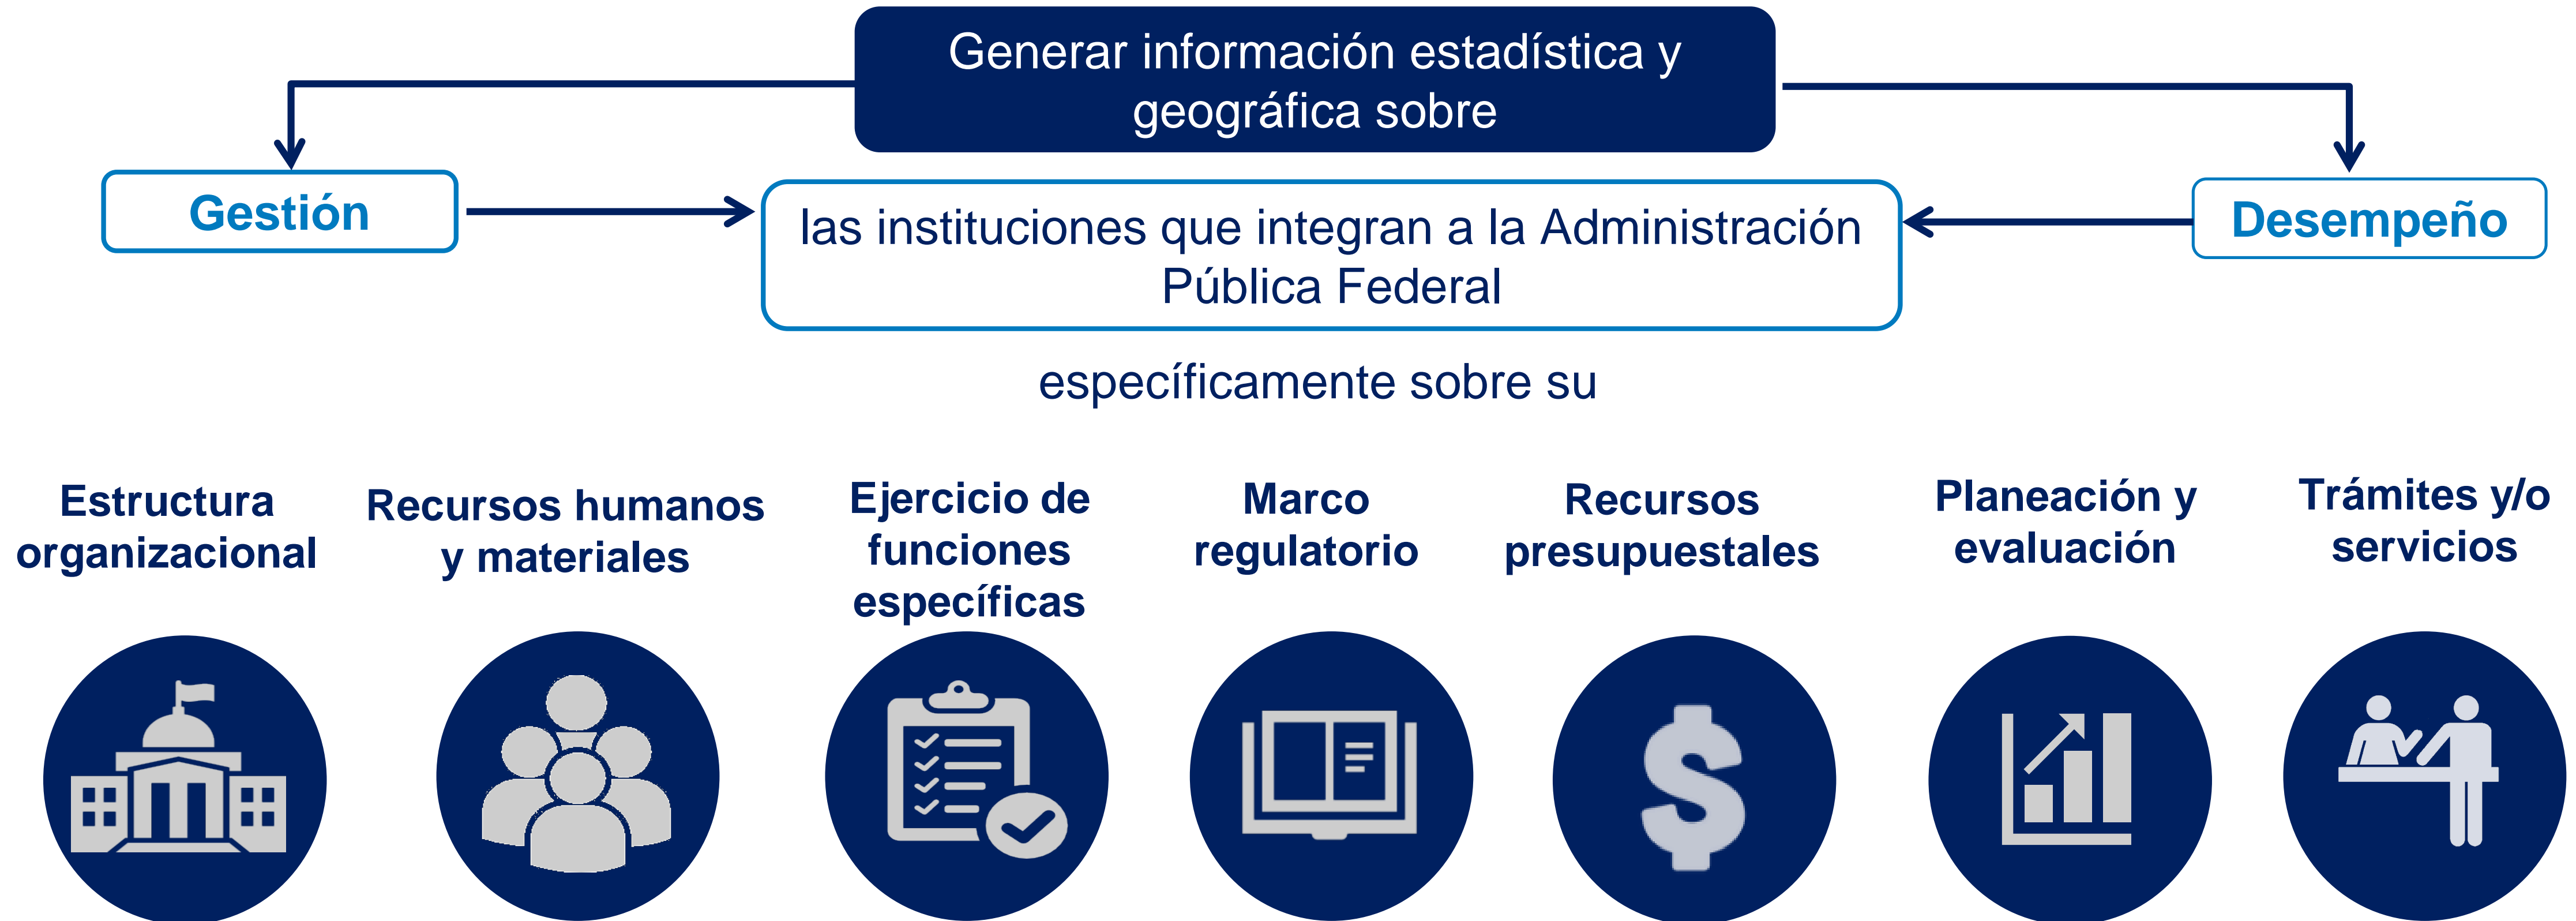 Generar información estadística y
geográfica sobre
Gestión
las instituciones que integran a la Administración
Pública Federal
Desempeño
específicamente sobre su
Estructura
organizacional
Recursos humanos
y materiales
Ejercicio de
funciones
específicas
Marco
regulatorio
Recursos
presupuestales
Planeación y
evaluación
Trámites y/o
servicios
$